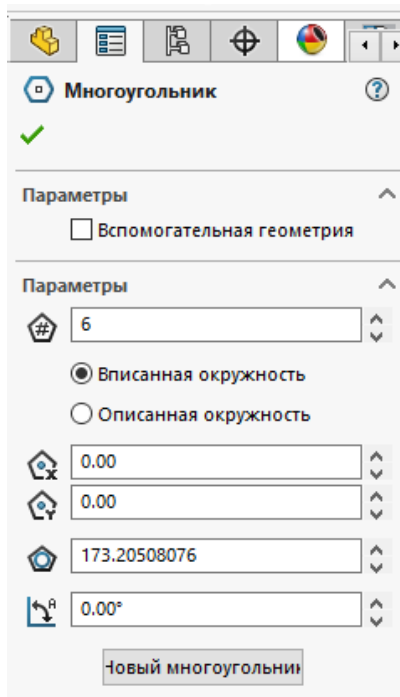 Многоугольник
Параметры
Вспомогательная геометрия
Параметры
6
Вписанная окружность
Описанная окружность
0.00
0.00
173.20508076
0.00°
Новый многоугольник